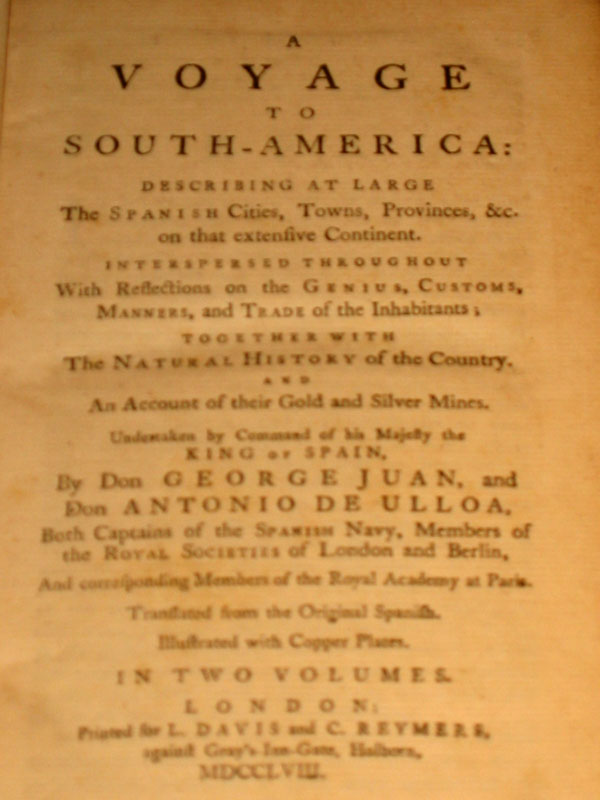 A
VOYAGE
TO
SOUTH-AMERICA:
DESCRIBING AT LARGE
The SPANISH Cities, Towns, Provinces, &c.
on that extenſive Continent.
INTERSPERSED THROUGHOUT
With Reflections on the GENIUS, CUSTOMS,
MANNERS, and TRADE of the Inhabitants;
TOGETHER WITH
The NATURAL HISTORY of the Country.
AND
An Account of their Gold and Silver Mines.
Undertaken by Command of his Majeſty the
KING OF SPAIN,
By Don GEORGE JUAN, and
Don ANTONIO DE ULLOA,
Both Captains of the SPANISH Navy, Members of
the ROYAL SOCIETIES of London and Berlin,
And correſponding Members of the Royal Academy at Paris.
Tranſlated from the Original Spaniſh.
Illuſtrated with Copper Plates.
IN TWO VOLUMES.
LONDON:
Printed for L. DAVIS and C. REYMERS,
againſt Gray's-Inn-Gate, Holborn,
MDCCLVIII.